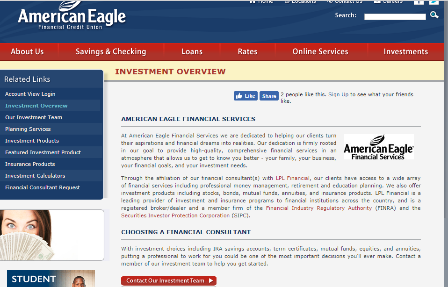 Home
Locations
Contact Us
Careers
American Eagle
Financial Credit Union
Search:
About Us
Savings & Checking
Loans
Rates
Online Services
Investments
Related Links
Account View Login
Investment Overview
Our Investment Team
Planning Services
Investment Products
Featured Investment Product
Insurance Products
Investment Calculators
Financial Consultant Request
STUDENT
INVESTMENT OVERVIEW
Like
Share
2 people like this. Sign Up to see what your friends
like.
AMERICAN EAGLE FINANCIAL SERVICES
At American Eagle Financial Services we are dedicated to helping our clients turn
their aspirations and financial dreams into realities. Our dedication is firmly rooted
in our goal to provide high-quality, comprehensive financial services in an
atmosphere that allows us to get to know you better - your family, your business,
your financial goals, and your investment needs.
American Eagle
Financial Services
Through the affiliation of our financial consultant(s) with LPL Financial, our clients have access to a wide array
of financial services including professional money management, retirement and education planning. We also offer
investment products including stocks, bonds, mutual funds, annuities, and insurance products. LPL Financial is a
leading provider of investment and insurance programs to financial institutions across the country, and is a
registered broker/dealer and a member firm of the Financial Industry Regulatory Authority (FINRA) and the
Securities Investor Protection Corporation (SIPC).
CHOOSING A FINANCIAL CONSULTANT
With investment choices including IRA savings accounts, term certificates, mutual funds, equities, and annuities,
putting a professional to work for you could be one of the most important decisions you'll ever make. Contact a
member of our investment team to help you get started.
Contact Our Investment Team